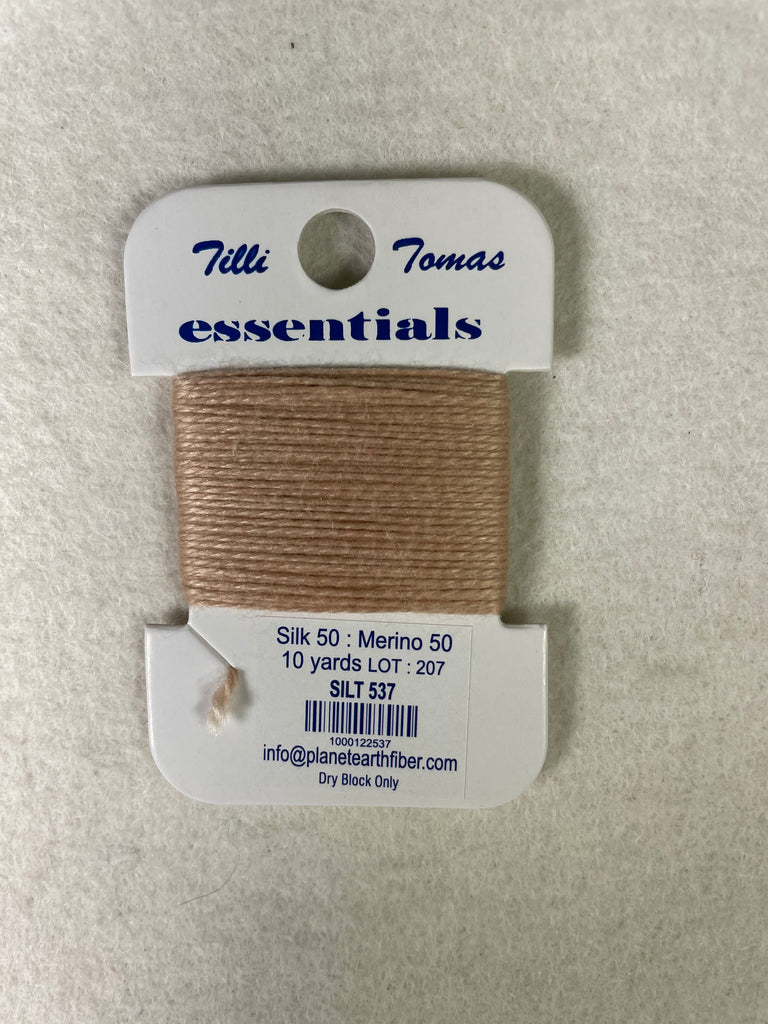 Tilli Tomas
essentials
Silk 50 : Merino 50
10 yards LOT : 207
SILT 537
1000122537
info@planetearthfiber.com
Dry Block Only